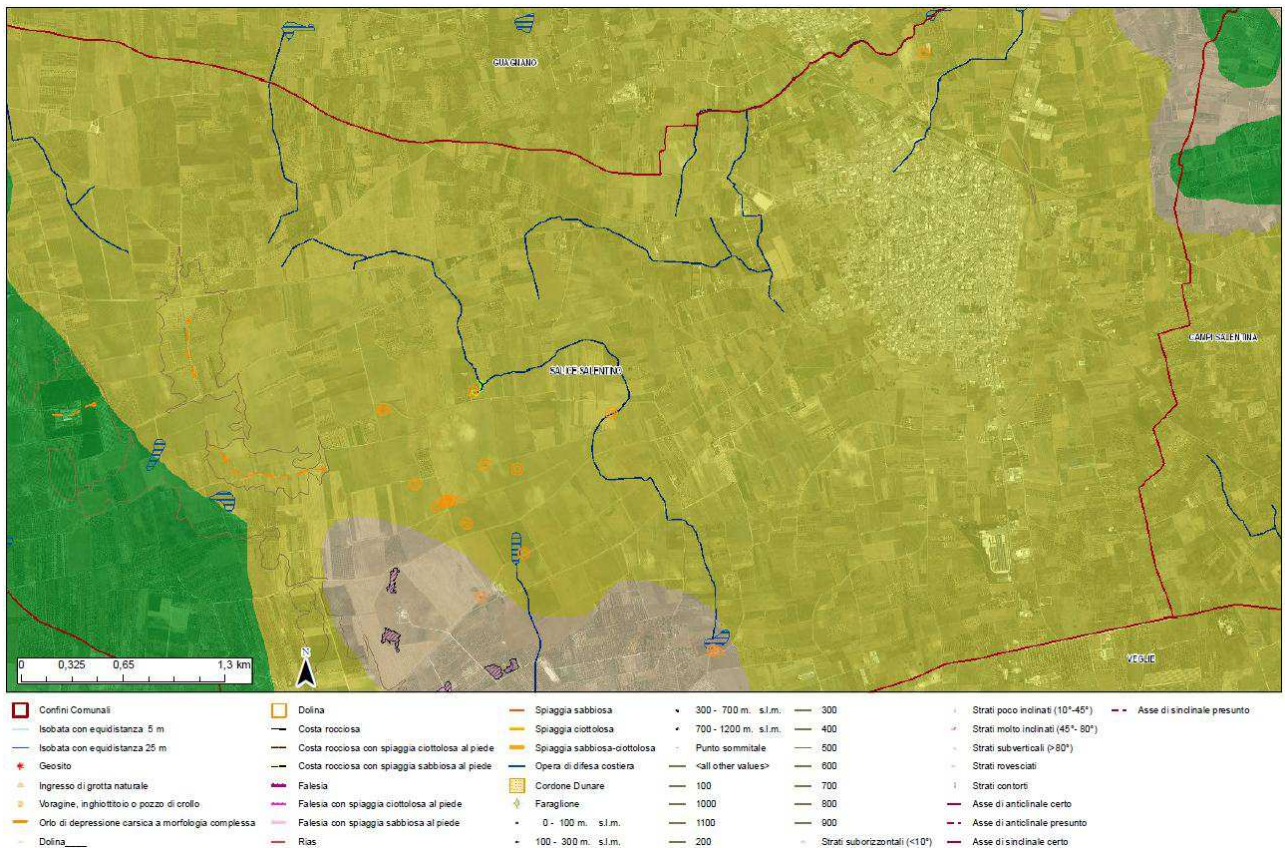 GUAGNANO
SALICE SALENTINO
CAMPI SALENTINA
VEGLIE
0 0,325 0,65 1,3 km
N
Confini Comunali
Isobata con equidistanza 5 m
Isobata con equidistanza 25 m
Geosito
Ingresso di grotta naturale
Voragine, inghiottitoio o pozzo di crollo
Orlo di depressione carsica a morfologia complessa
Dolina____
Dolina
Costa rocciosa
Costa rocciosa con spiaggia ciottolosa al piede
Costa rocciosa con spiaggia sabbiosa al piede
Falesia
Falesia con spiaggia ciottolosa al piede
Falesia con spiaggia sabbiosa al piede
Rias
Spiaggia sabbiosa
Spiaggia ciottolosa
Spiaggia sabbiosa-ciottolosa
Opera di difesa costiera
Cordone Dunare
Faraglione
0 - 100 m. s.l.m.
100 - 300 m. s.l.m.
300 - 700 m. s.l.m.
700 - 1200 m. s.l.m.
Punto sommitale
<all other values>
100
1000
1100
200
300
400
500
600
700
800
900
Strati suborizzontali (<10°)
Strati poco inclinati (10°-45°)
Strati molto inclinati (45°- 80°)
Strati subverticali (>80°)
Strati rovesciati
Strati contorti
Asse di anticlinale certo
Asse di anticlinale presunto
Asse di sinclinale certo
Asse di sinclinale presunto